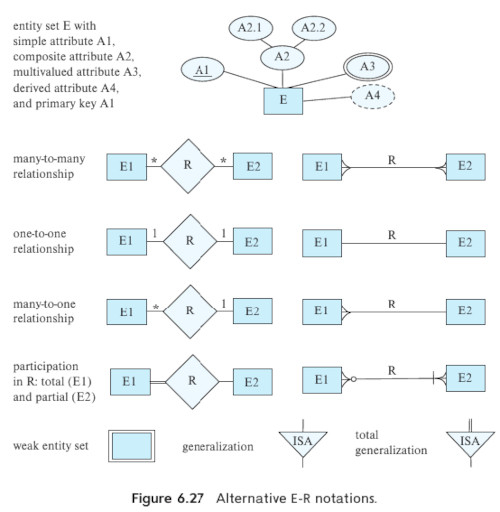 entity set E with
simple attribute A1,
composite attribute A2,
multivalued attribute A3,
derived attribute A4,
and primary key A1
A2.1
A2.2
A1
A2
A3
E
A4
many-to-many
relationship
E1 * R * E2
E1 R E2
one-to-one
relationship
E1 1 R 1 E2
E1 R E2
many-to-one
relationship
E1 * R 1 E2
E1 R E2
participation
in R: total (E1)
and partial (E2)
E1 R E2
E1 R E2
weak entity set
generalization
ISA
total
generalization
ISA
Figure 6.27 Alternative E-R notations.